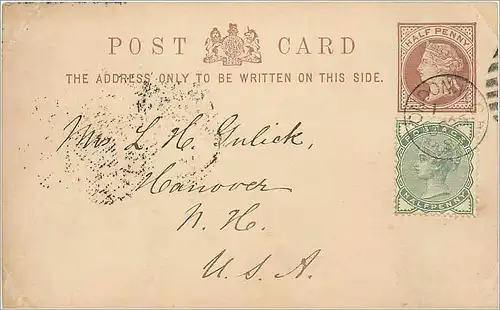 POST CARD
HALF PENNY
THE ADDRESS ONLY TO BE WRITTEN ON THIS SIDE.
POSTAGE
HALFPENNY
Mrs. L. H. Gulick,
Hanover
N. H.
U. S. A.